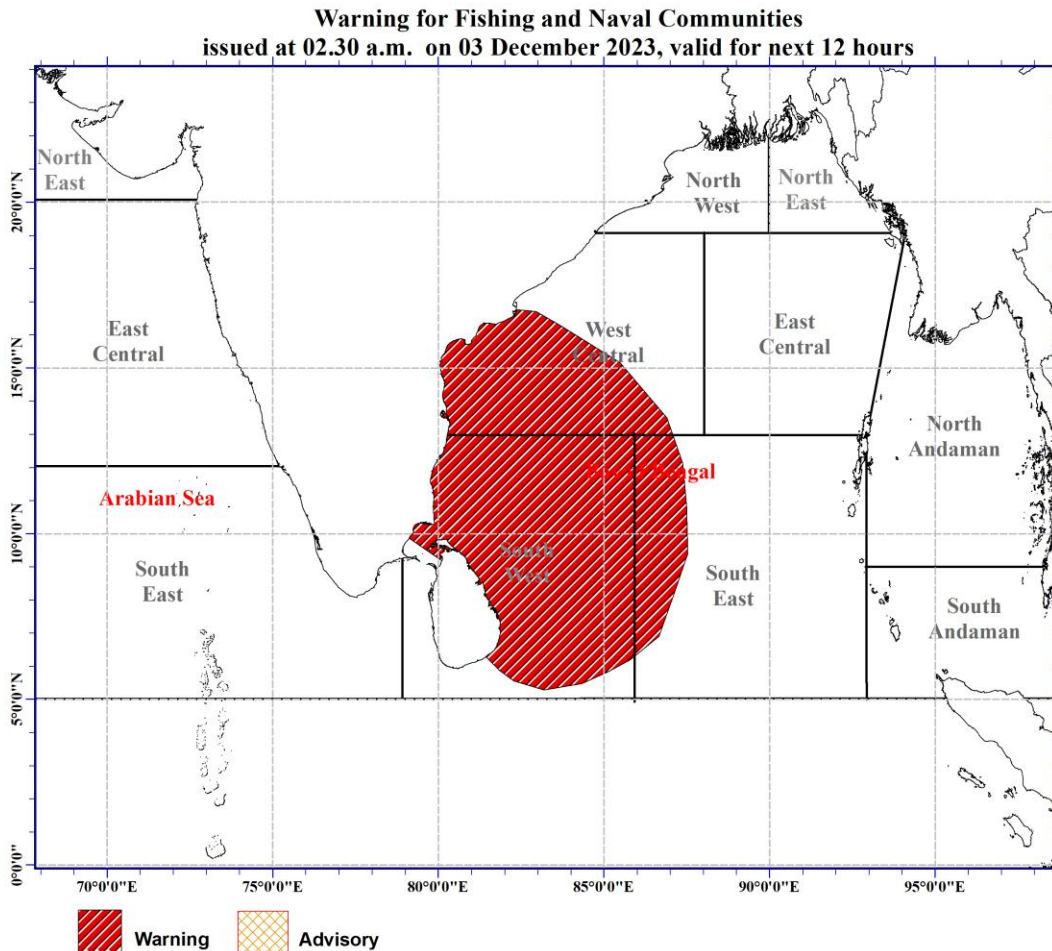 Warning for Fishing and Naval Communities
issued at 02.30 a.m. on 03 December 2023, valid for next 12 hours
North
East
North
West
North
East
East
Central
West
Central
East
Central
North
Andaman
Arabian Sea
Bay of Bengal
South
East
South
West
South
East
South
Andaman
20°0'0"N
15°0'0"N
10°0'0"N
5°0'0"N
0°0'0"
70°0'0"E
75°0'0"E
80°0'0"E
85°0'0"E
90°0'0"E
95°0'0"E
Warning
Advisory